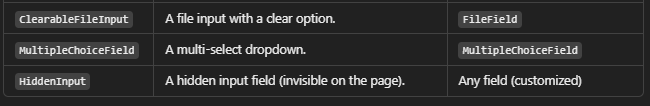 ClearableFileInput A file input with a clear option. FileField
MultipleChoiceField A multi-select dropdown. MultipleChoiceField
HiddenInput A hidden input field (invisible on the page). Any field (customized)